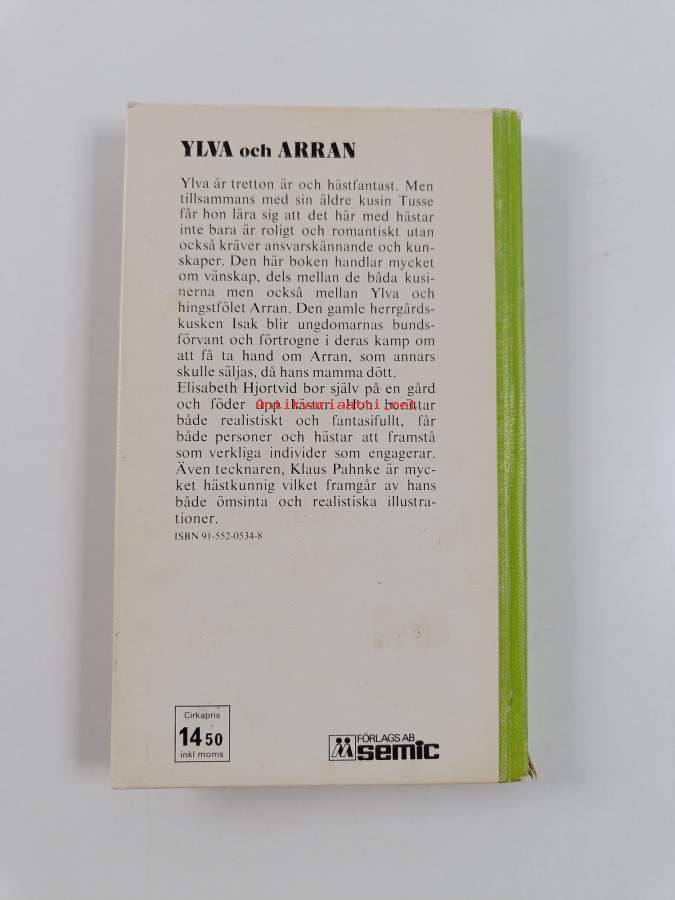 YLVA och ARRAN
Ylva är tretton år och hästfantast. Men
tillsammans med sin äldre kusin Tusse
får hon lära sig att det här med hästar
inte bara är roligt och romantiskt utan
också kräver ansvarskännande och kun-
skaper. Den här boken handlar mycket
om vänskap, dels mellan de båda kusi-
nerna men också mellan Ylva och
hingstfölet Arran. Den gamle herrgårds-
kusken Isak blir ungdomarnas bunds-
förvant och förtrogne i deras kamp om
att få ta hand om Arran, som annars
skulle säljas, då hans mamma dött.
Elisabeth Hjortvid bor själv på en gård
och föder upp hästar. Hon berättar
Antikvariaatti.net
både realistiskt och fantasifullt, får
både personer och hästar att framstå
som verkliga individer som engagerar.
Även tecknaren, Klaus Pahnke är myc-
ket hästkunnig vilket framgår av hans
både ömsinta och realistiska illustra-
tioner.
ISBN 91-552-0534-8
Cirkapris
14 50
inkl moms
FÖRLAGS AB
semic